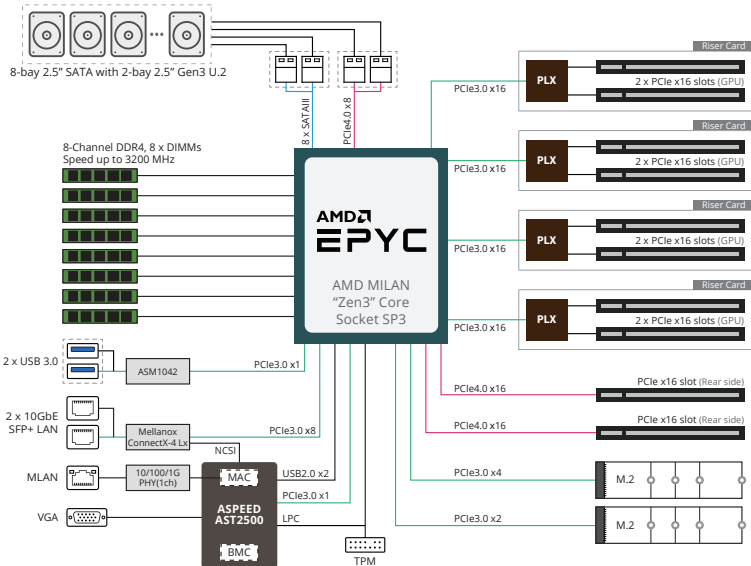 8-bay 2.5” SATA with 2-bay 2.5” Gen3 U.2
8 x SATAIII
PCIe4.0 x8
8-Channel DDR4, 8 x DIMMs
Speed up to 3200 MHz
AMD
EPYC
AMD MILAN
“Zen3” Core
Socket SP3
Riser Card
PCIe3.0 x16
PLX
2 x PCIe x16 slots (GPU)
Riser Card
PCIe3.0 x16
PLX
2 x PCIe x16 slots (GPU)
Riser Card
PCIe3.0 x16
PLX
2 x PCIe x16 slots (GPU)
Riser Card
PCIe3.0 x16
PLX
2 x PCIe x16 slots (GPU)
2 x USB 3.0
ASM1042
PCIe3.0 x1
2 x 10GbE
SFP+ LAN
Mellanox
ConnectX-4 Lx
PCIe3.0 x8
NCSI
MLAN
10/100/1G
PHY(1ch)
MAC
USB2.0 x2
PCIe3.0 x1
VGA
ASPEED
AST2500
LPC
BMC
TPM
PCIe4.0 x16
PCIe x16 slot (Rear side)
PCIe4.0 x16
PCIe x16 slot (Rear side)
PCIe3.0 x4
M.2
PCIe3.0 x2
M.2